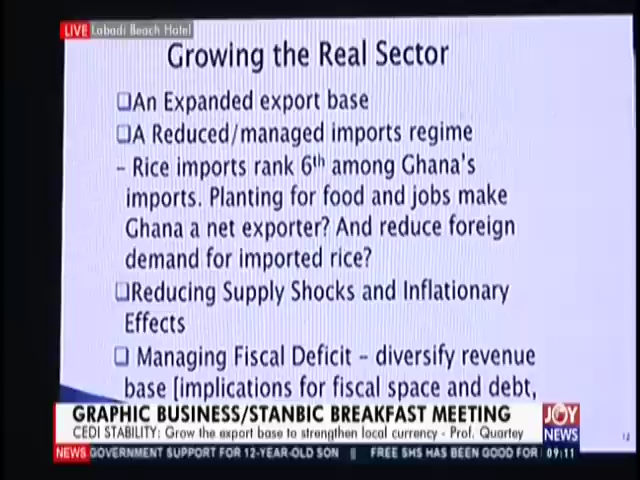 LIVE Labadi Beach Hotel
Growing the Real Sector
❑An Expanded export base
❑A Reduced/managed imports regime
– Rice imports rank 6th among Ghana's
imports. Planting for food and jobs make
Ghana a net exporter? And reduce foreign
demand for imported rice?
❑Reducing Supply Shocks and Inflationary
Effects
❑ Managing Fiscal Deficit – diversify revenue
base [implications for fiscal space and debt,
GRAPHIC BUSINESS/STANBIC BREAKFAST MEETING
CEDI STABILITY: Grow the export base to strengthen local currency - Prof. Quartey
JOY
NEWS
NEWS GOVERNMENT SUPPORT FOR 12-YEAR-OLD SON || FREE SHS HAS BEEN GOOD FOR 09:11